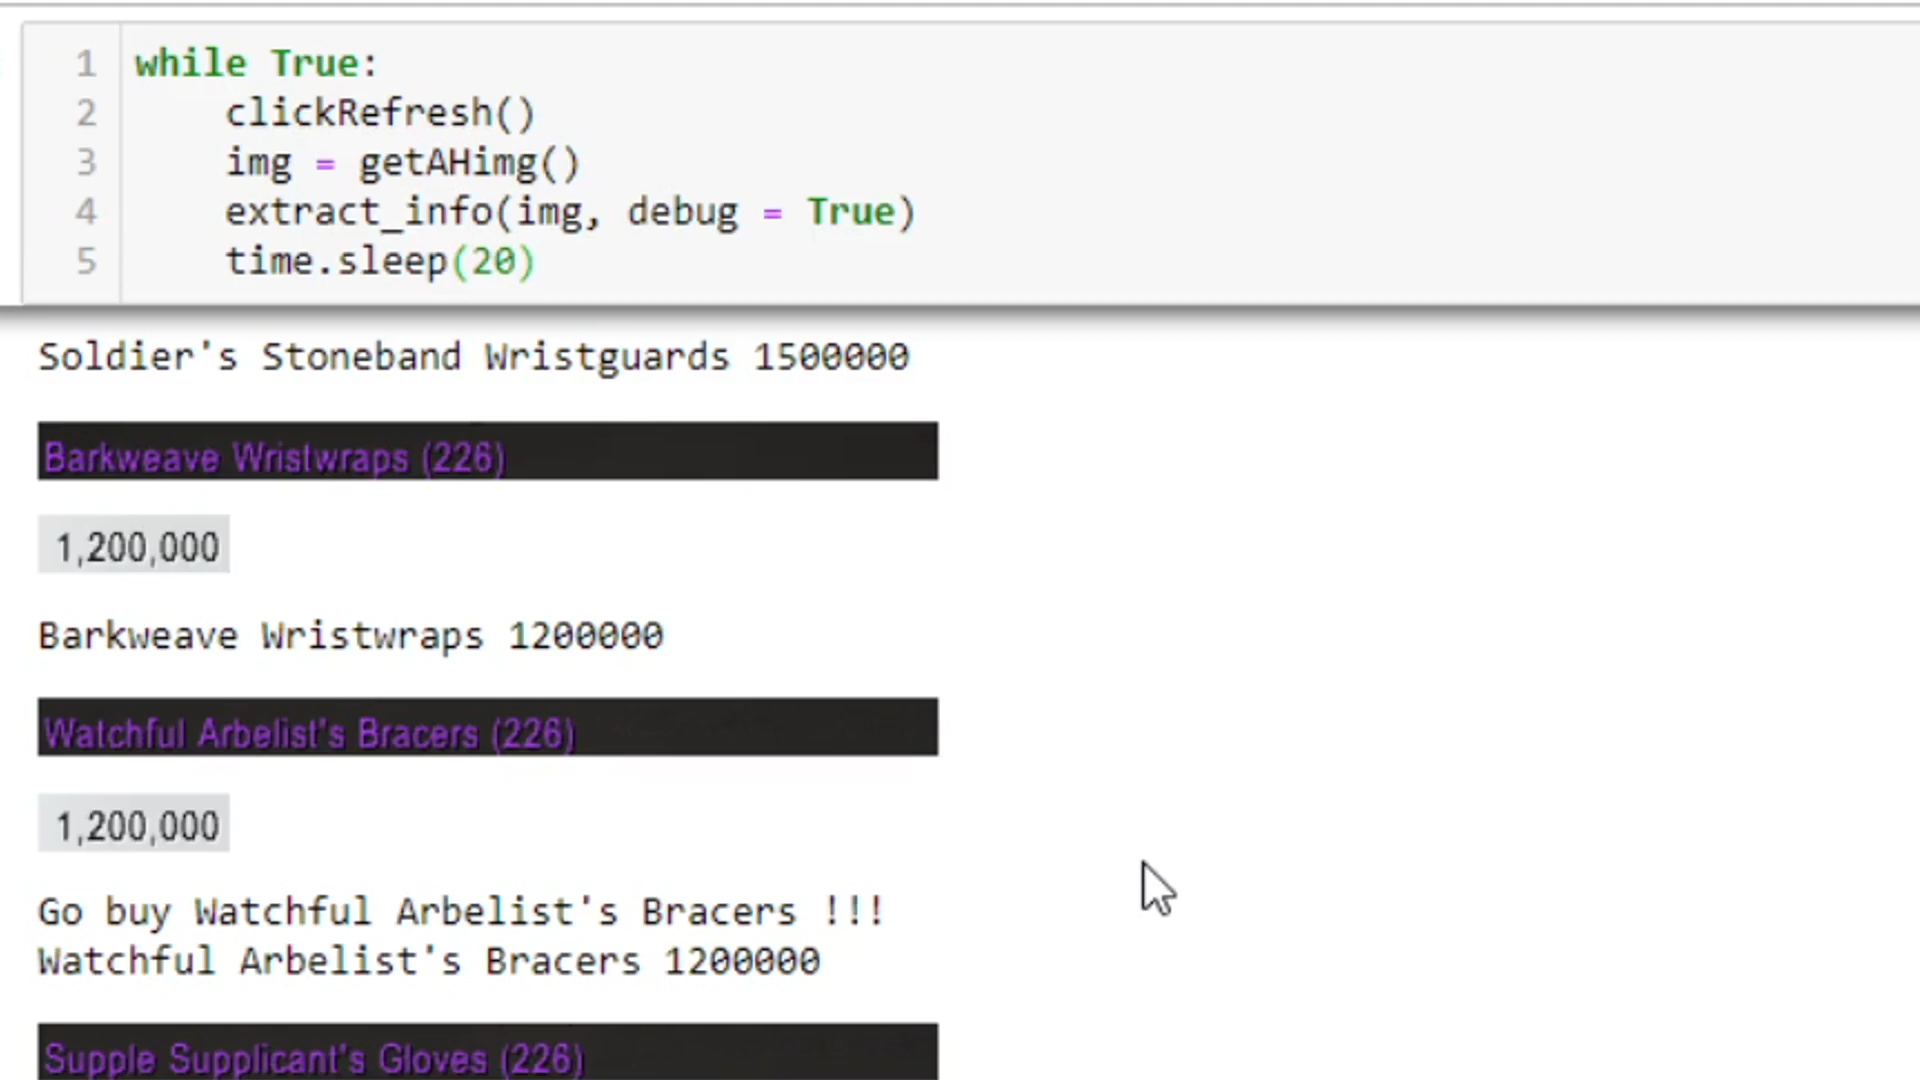 1 while True:
2 clickRefresh()
3 img = getAHimg()
4 extract_info(img, debug = True)
5 time.sleep(20)
Soldier's Stoneband Wristguards 1500000
Barkweave Wristwraps (226)
1,200,000
Barkweave Wristwraps 1200000
Watchful Arbelist's Bracers (226)
1,200,000
Go buy Watchful Arbelist's Bracers !!!
Watchful Arbelist's Bracers 1200000
Supple Supplicant's Gloves (226)